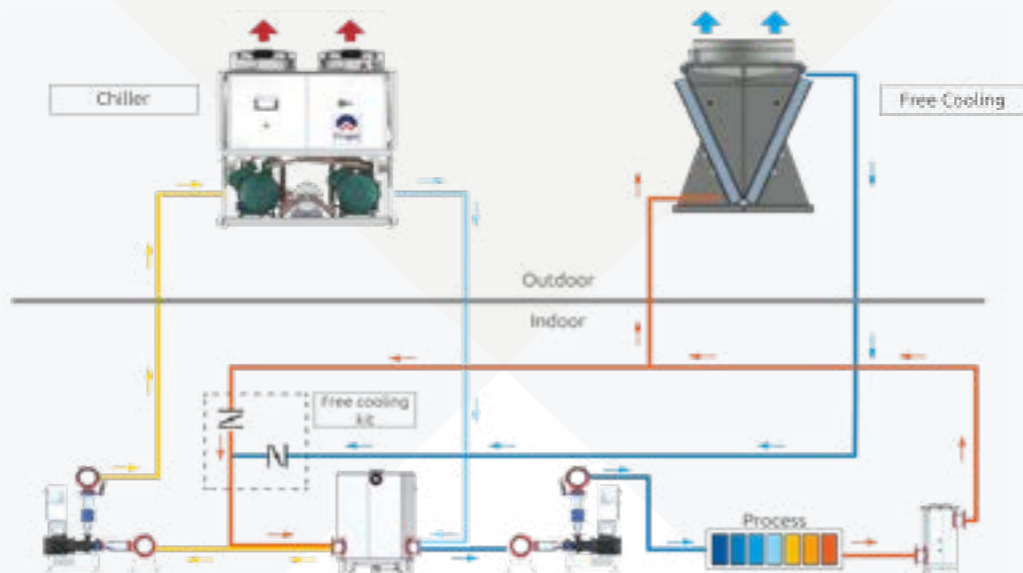 Chiller
Free Cooling
Outdoor
Indoor
Free cooling
kit
Process